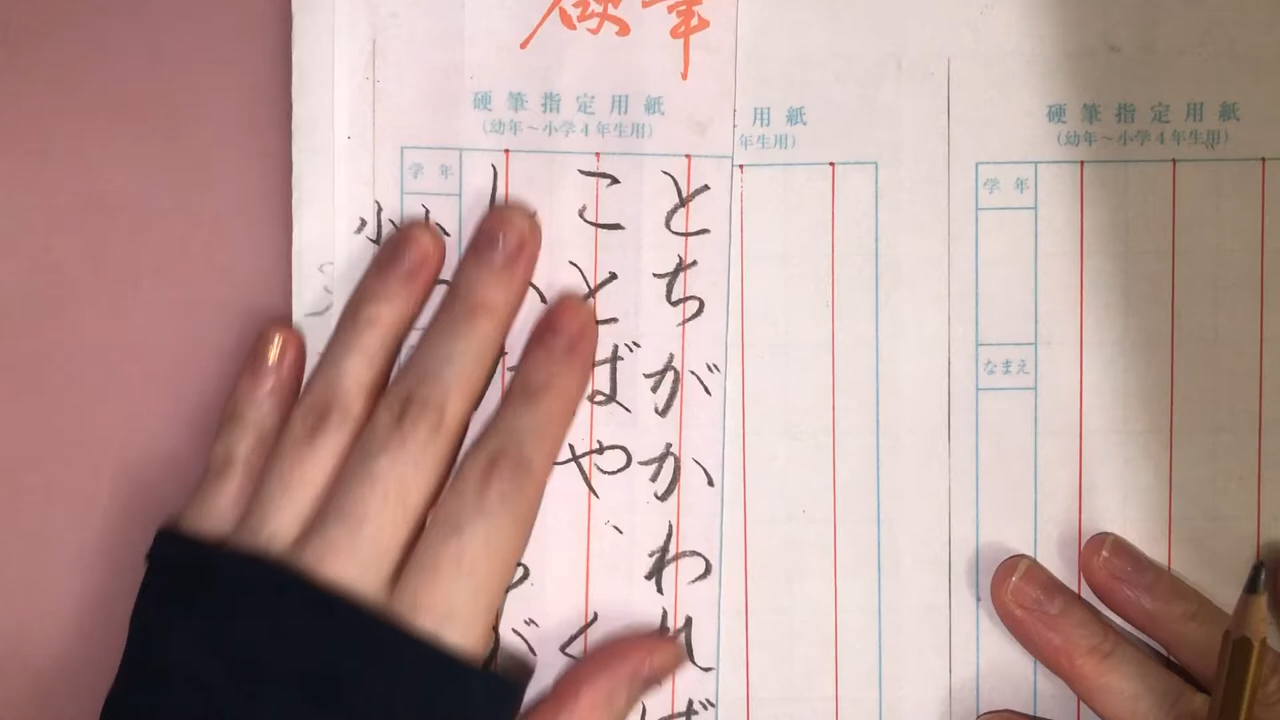 硬筆
硬筆指定用紙
(幼年~小学4年生用)
とちがかわれば
ことばや、く
学年
小
用紙
年生用)
硬筆指定用紙
(幼年~小学4年生用)
学年
なまえ